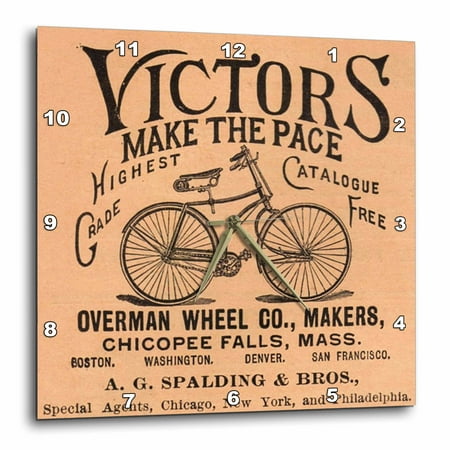 11 12 1
VICTORS
10 2
MAKE THE PACE
HIGHEST GRADE
CATALOGUE FREE
9 3
OVERMAN WHEEL CO., MAKERS,
8 4
CHICOPEE FALLS, MASS.
BOSTON. WASHINGTON. DENVER. SAN FRANCISCO.
A. G. SPALDING & BROS.,
7 6 5
Special Agents, Chicago, New York, and Philadelphia.